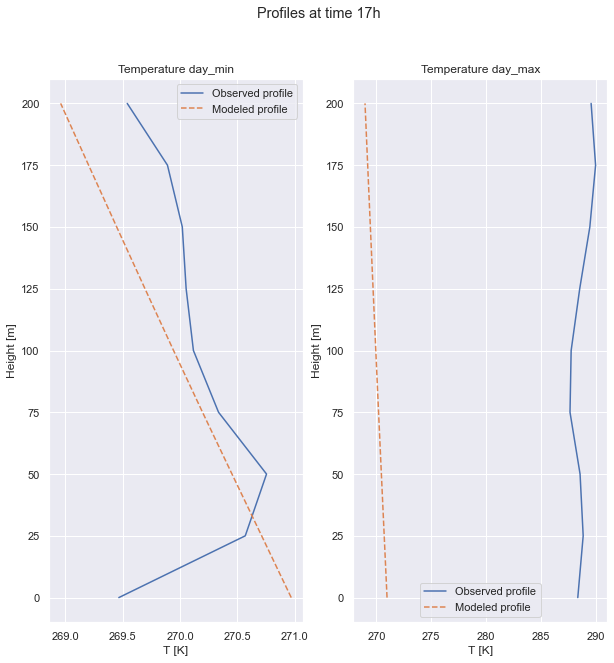 Profiles at time 17h
Temperature day_min
Observed profile
Modeled profile
200
175
150
125
100
75
50
25
0
Height [m]
269.0 269.5 270.0 270.5 271.0
T [K]
Temperature day_max
200
175
150
125
100
75
50
25
0
Height [m]
Observed profile
Modeled profile
270 275 280 285 290
T [K]